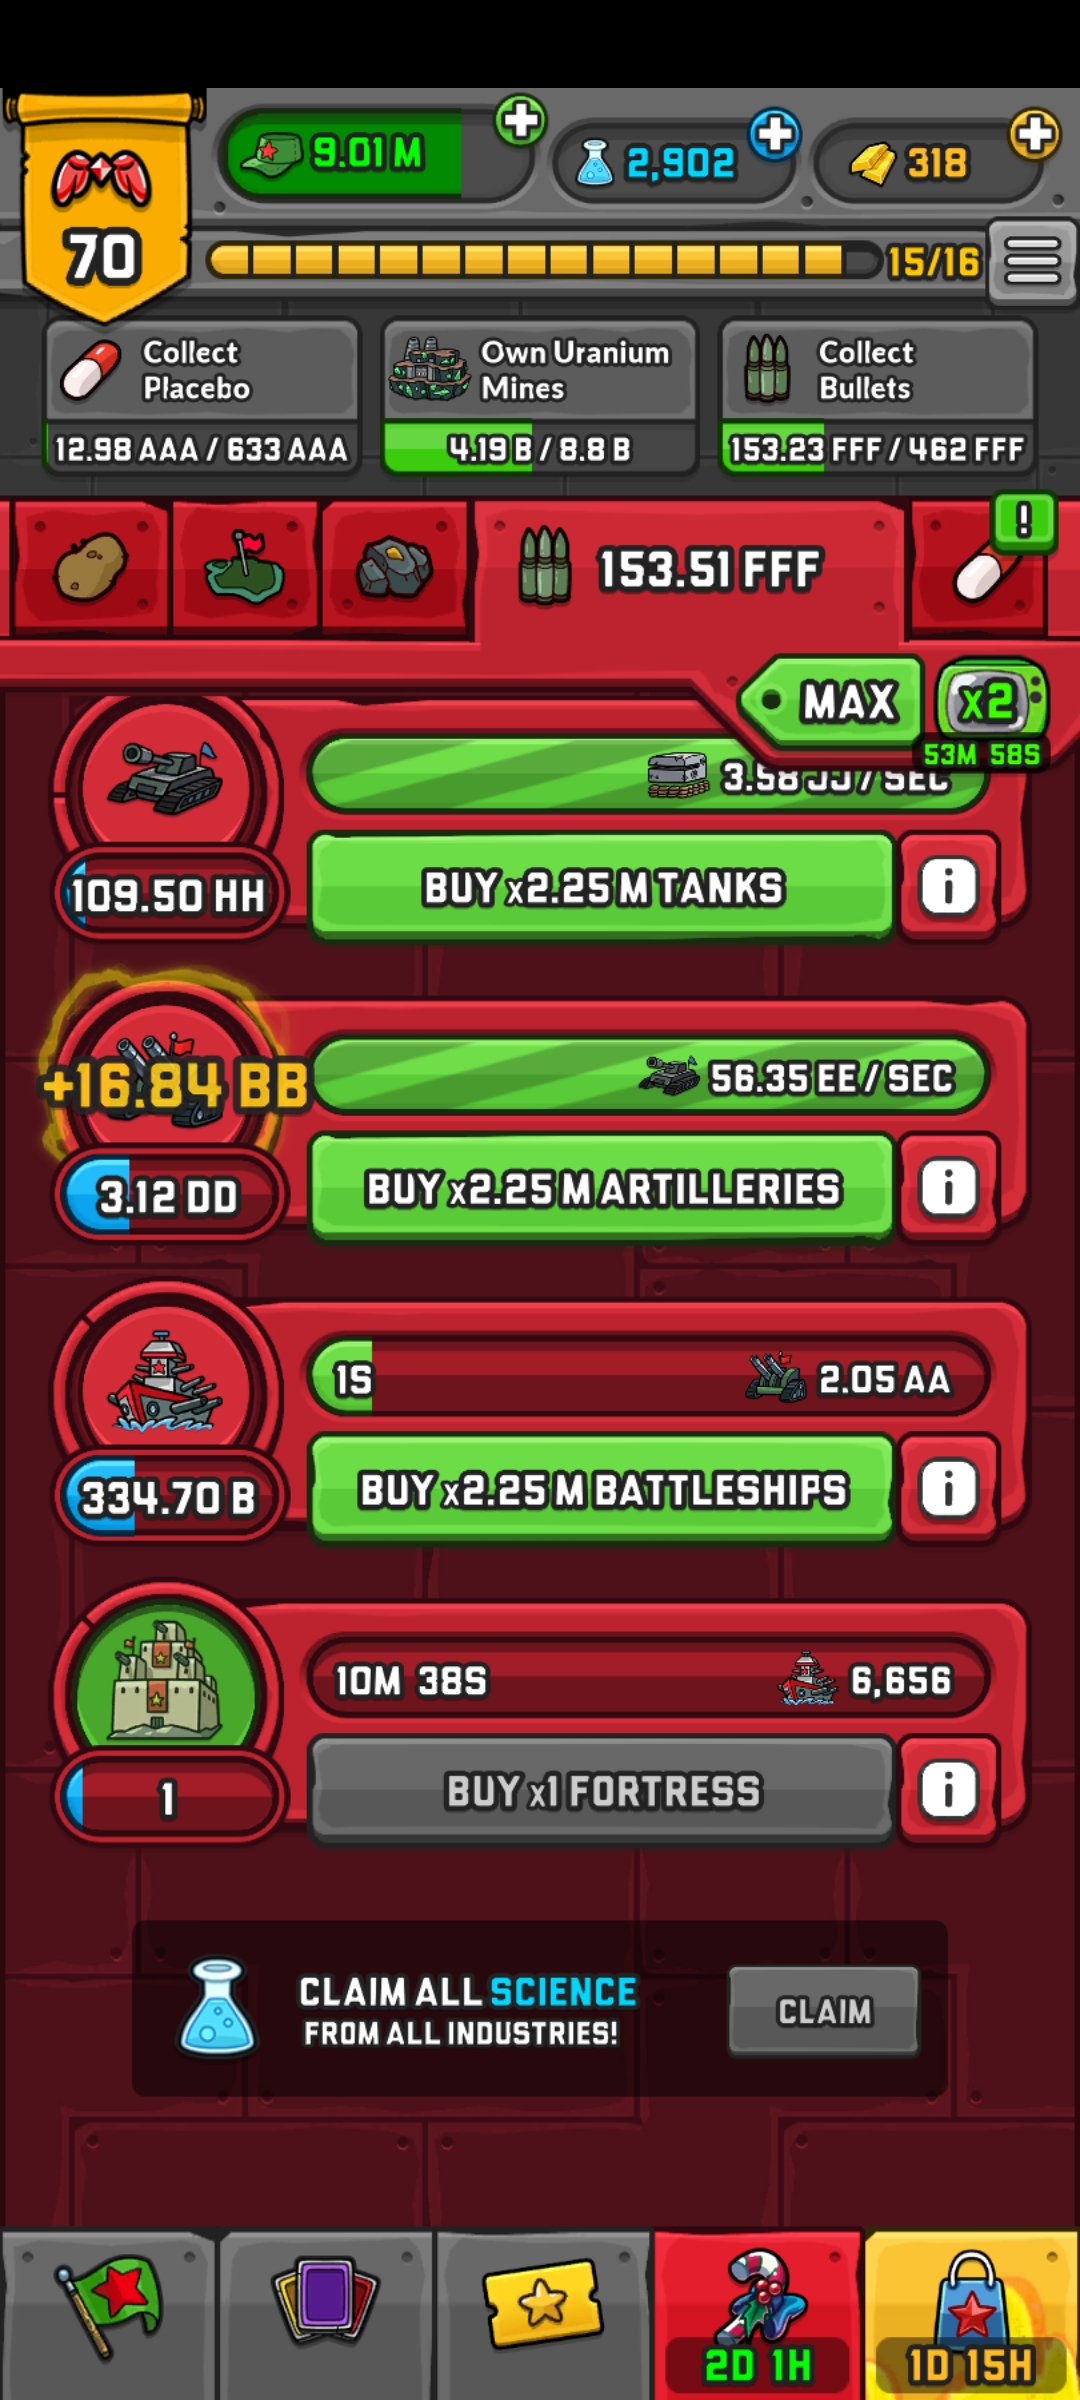 9.01 M
2,902
318
70
15/16
Collect
Placebo
12.98 AAA / 633 AAA
Own Uranium
Mines
4.19 B / 8.8 B
Collect
Bullets
153.23 FFF / 462 FFF
153.51 FFF
!
MAX
x2
53M 58S
3.58 JJ / SEC
109.50 HH
BUY x2.25 M TANKS
i
+16.84 BB
56.35 EE / SEC
3.12 DD
BUY x2.25 M ARTILLERIES
i
1S
2.05 AA
334.70 B
BUY x2.25 M BATTLESHIPS
i
10M 38S
6,656
1
BUY x1 FORTRESS
i
CLAIM ALL SCIENCE
FROM ALL INDUSTRIES!
CLAIM
2D 1H
1D 15H